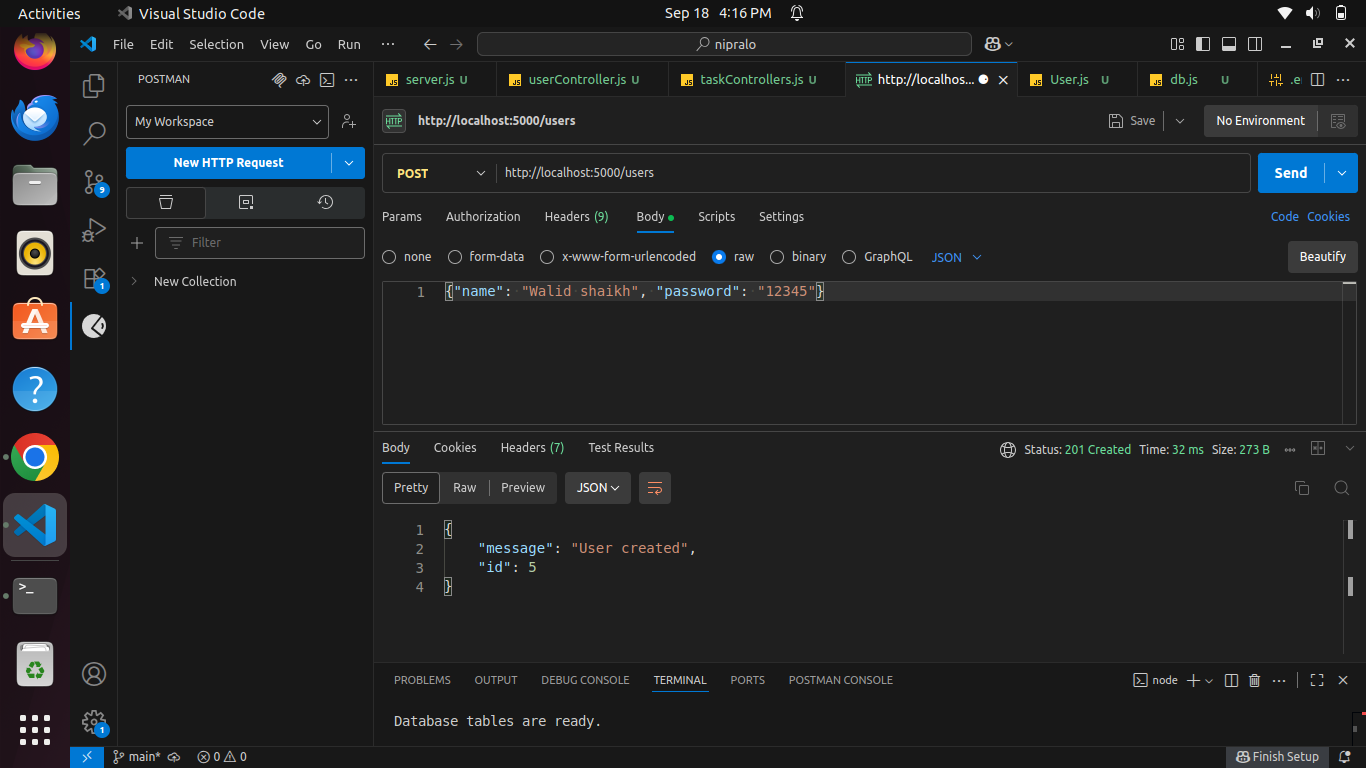 Activities Visual Studio Code Sep 18 4:16 PM
File Edit Selection View Go Run ··· nipralo
POSTMAN ···
server.js U userController.js U taskControllers.js U http://localhos... User.js U db.js U .e ···
My Workspace
HTTP http://localhost:5000/users Save No Environment
New HTTP Request
POST http://localhost:5000/users Send
9
Params Authorization Headers (9) Body Scripts Settings Code Cookies
Filter
none form-data x-www-form-urlencoded raw binary GraphQL JSON Beautify
New Collection
1
1 {"name": "Walid shaikh", "password": "12345"}
Body Cookies Headers (7) Test Results Status: 201 Created Time: 32 ms Size: 273 B
Pretty Raw Preview JSON
1 {
2 "message": "User created",
3 "id": 5
4 }
PROBLEMS OUTPUT DEBUG CONSOLE TERMINAL PORTS POSTMAN CONSOLE node ···
Database tables are ready.
1
main* 0 0 Finish Setup